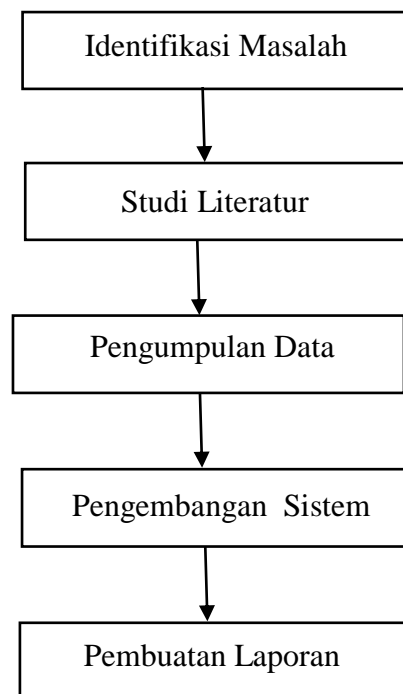 Identifikasi Masalah
Studi Literatur
Pengumpulan Data
Pengembangan  Sistem
Pembuatan Laporan